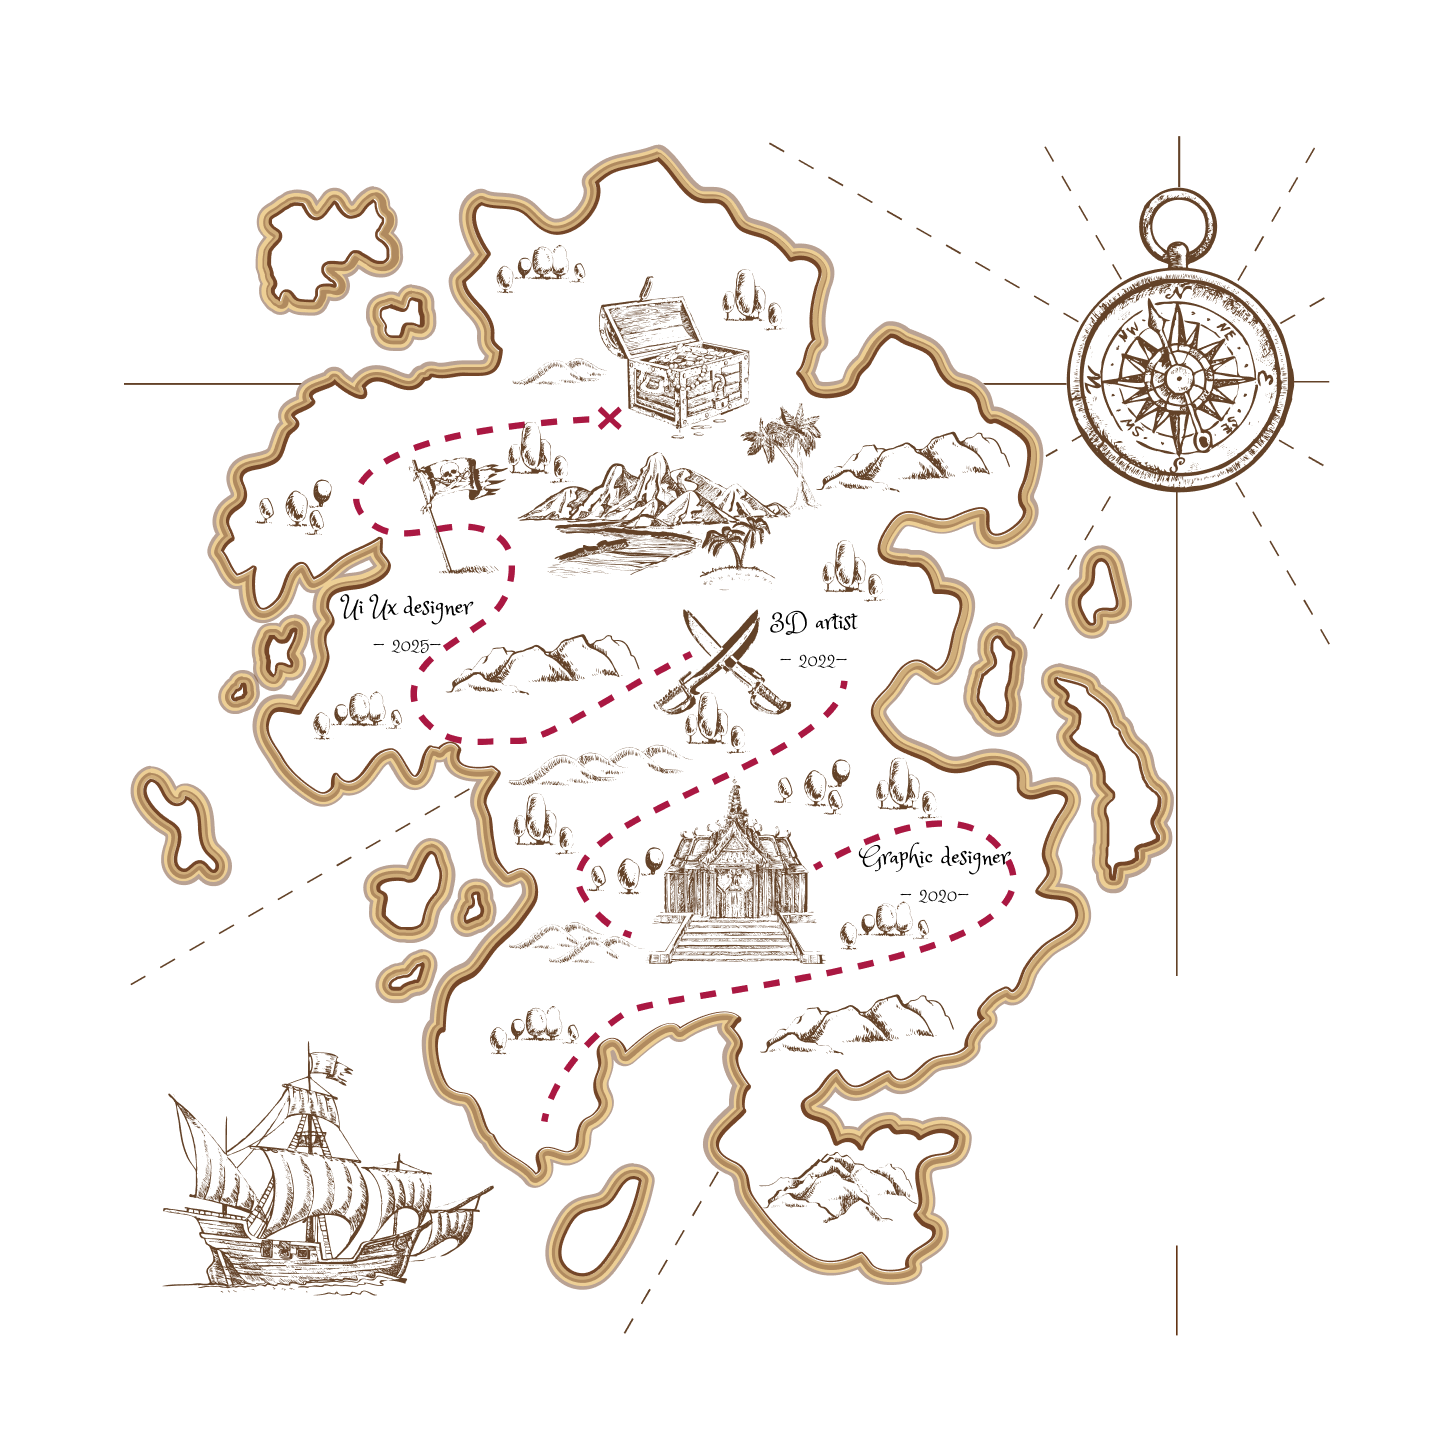 N
NW
NE
W
E
SW
SE
S
Ui Ux designer
- 2025-
3D artist
- 2022-
Graphic designer
- 2020-